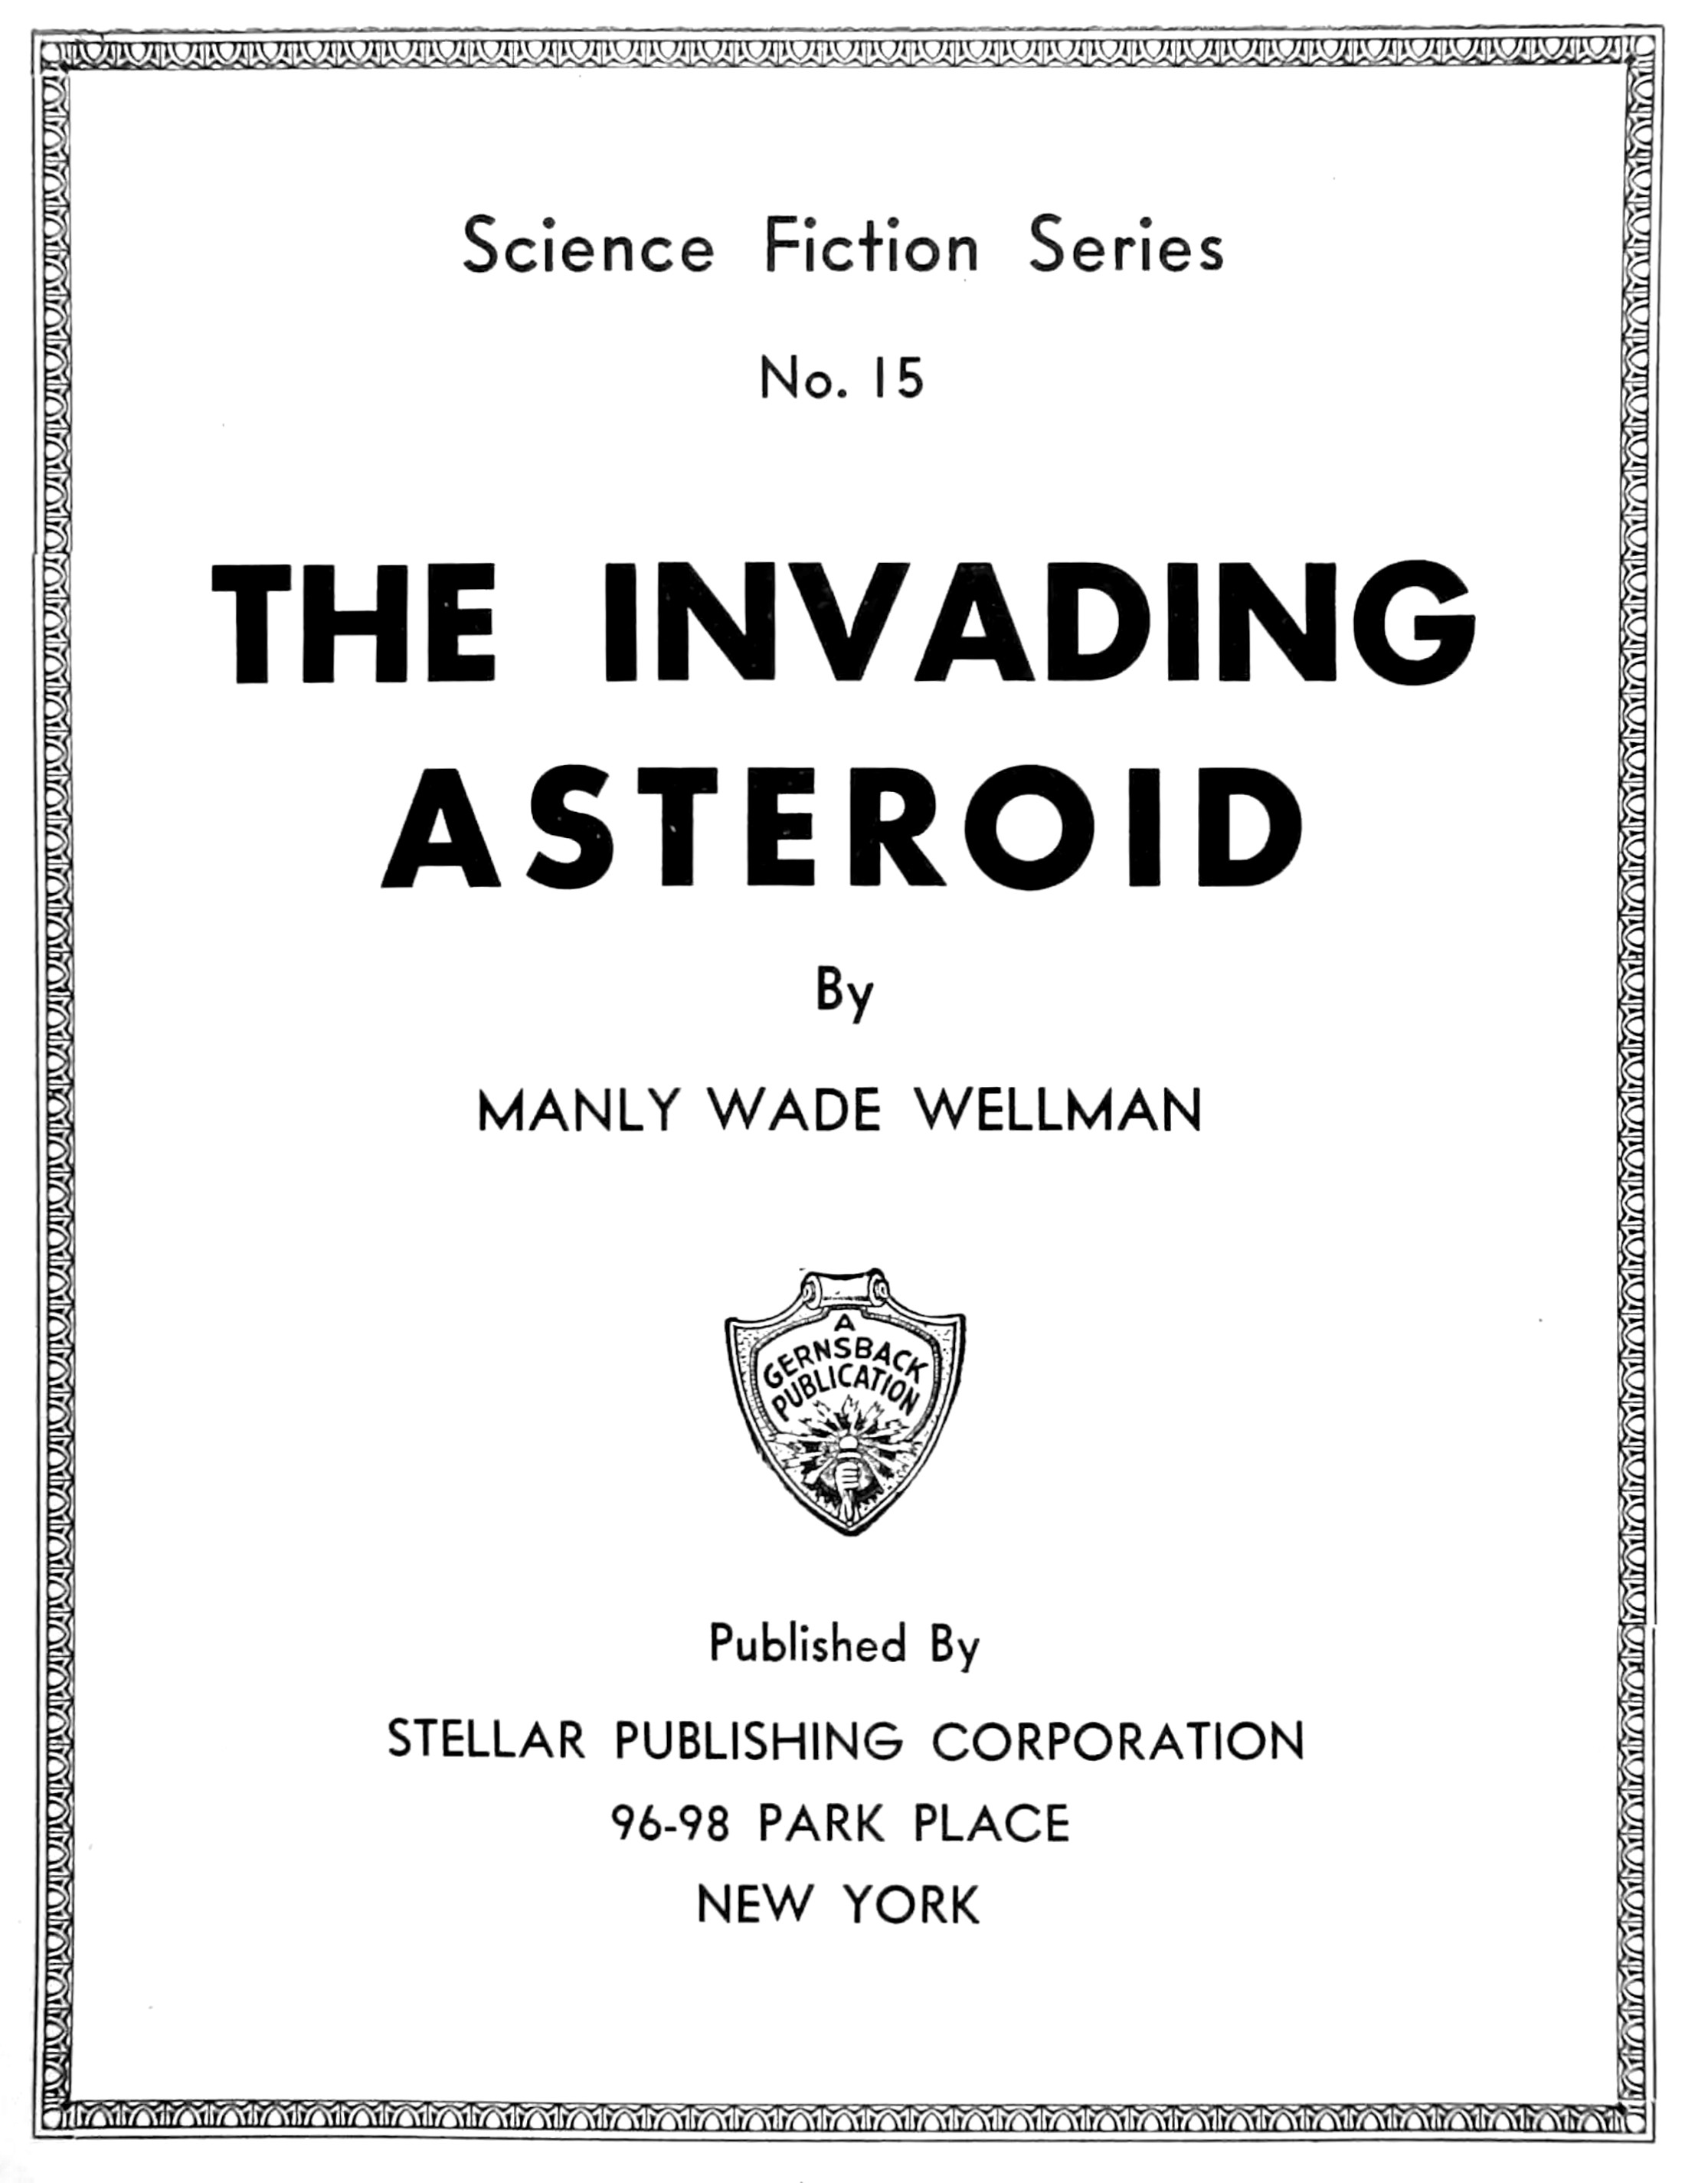 Science Fiction Series
No. 15
THE INVADING
ASTEROID
By
MANLY WADE WELLMAN
A
GERNSBACK
PUBLICATION
Published By
STELLAR PUBLISHING CORPORATION
96-98 PARK PLACE
NEW YORK